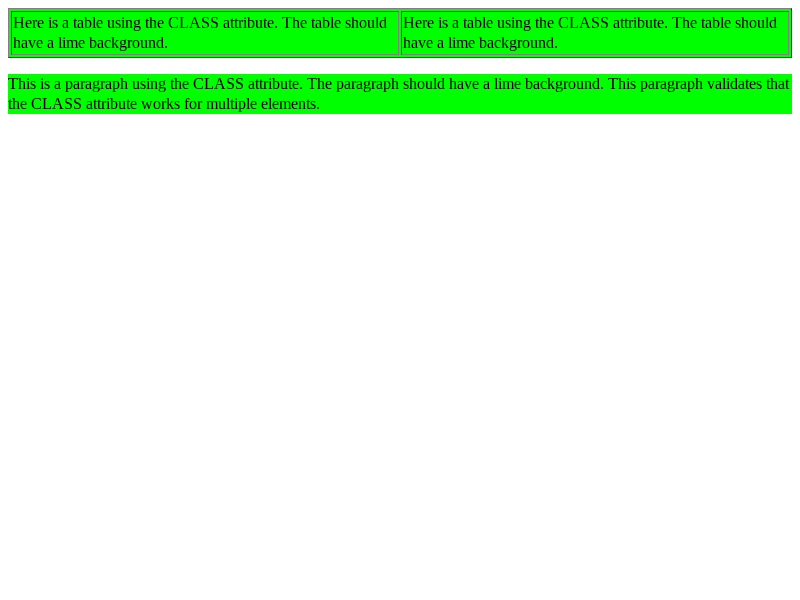 Here is a table using the CLASS attribute. The table should
have a lime background.
Here is a table using the CLASS attribute. The table should
have a lime background.
This is a paragraph using the CLASS attribute. The paragraph should have a lime background. This paragraph validates that
the CLASS attribute works for multiple elements.